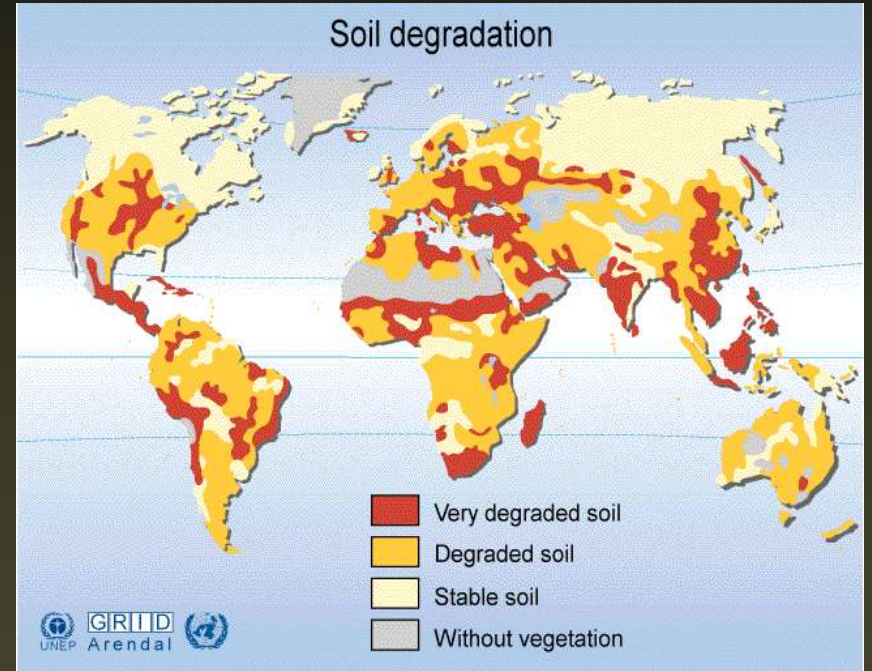 Soil degradation
Very degraded soil
Degraded soil
Stable soil
Without vegetation
UNEP
GRID
Arendal